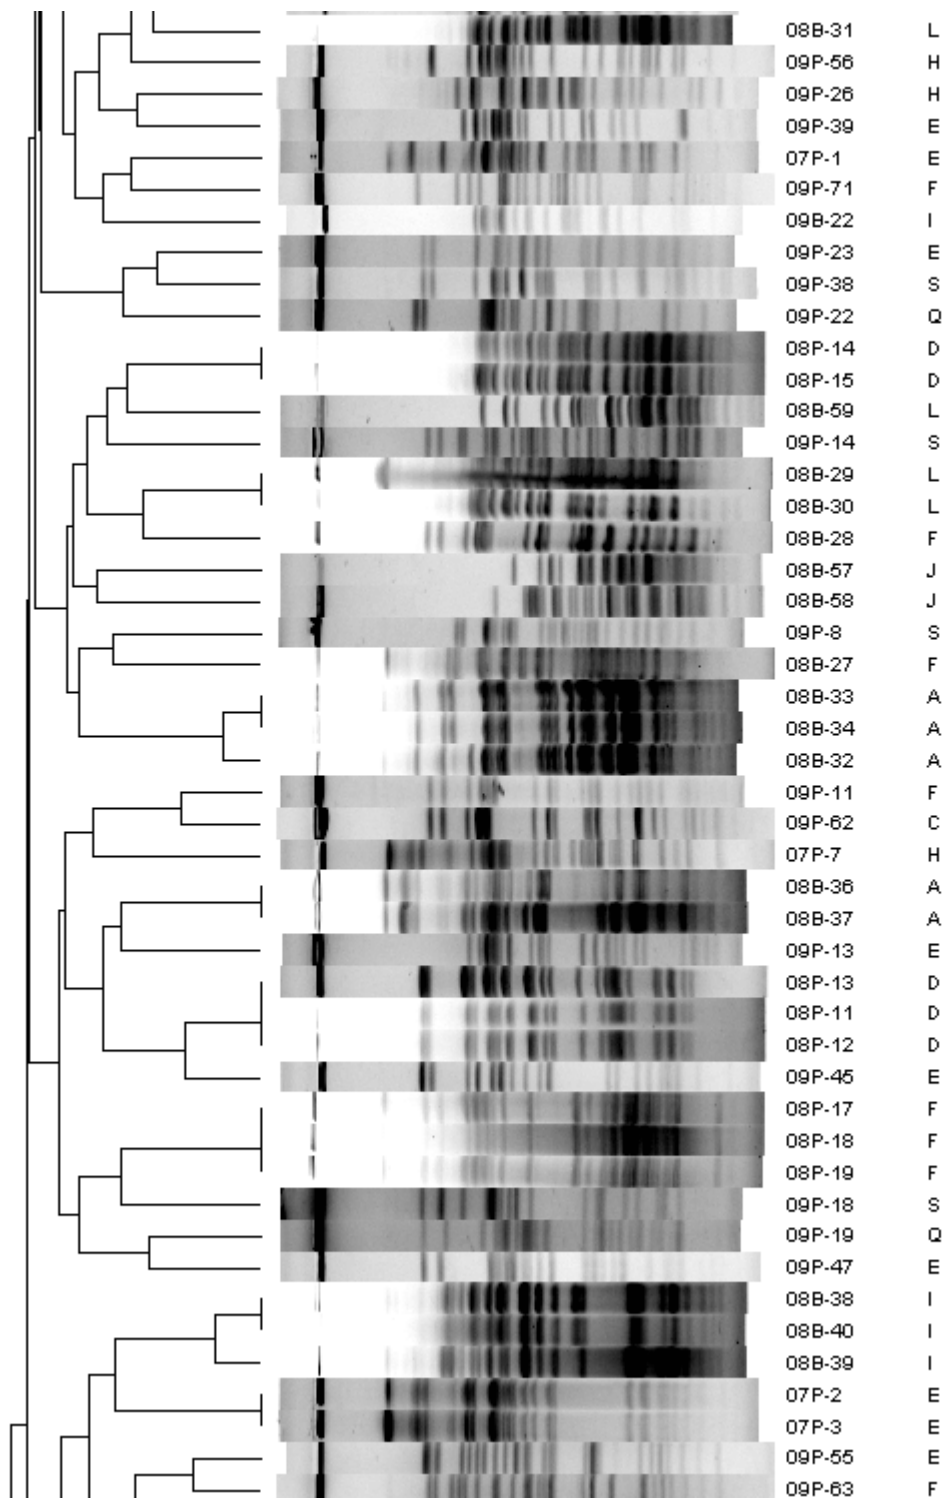 08B-31 L
09P-56 H
09P-26 H
09P-39 E
07P-1 E
09P-71 F
09B-22 I
09P-23 E
09P-38 S
09P-22 Q
08P-14 D
08P-15 D
08B-59 L
09P-14 S
08B-29 L
08B-30 L
08B-28 F
08B-57 J
08B-58 J
09P-8 S
08B-27 F
08B-33 A
08B-34 A
08B-32 A
09P-11 F
09P-62 C
07P-7 H
08B-36 A
08B-37 A
09P-13 E
08P-13 D
08P-11 D
08P-12 D
09P-45 E
08P-17 F
08P-18 F
08P-19 F
09P-18 S
09P-19 Q
09P-47 E
08B-38 I
08B-40 I
08B-39 I
07P-2 E
07P-3 E
09P-55 E
09P-63 F